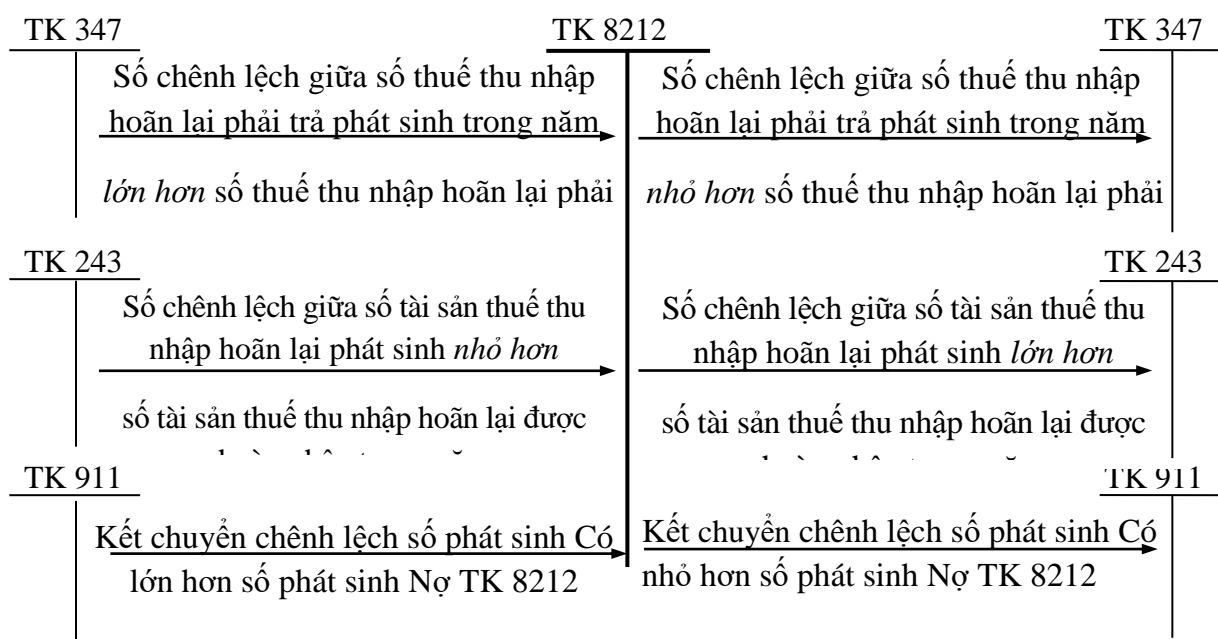 TK 347 TK 8212 TK 347
Số chênh lệch giữa số thuế thu nhập
hoãn lại phải trả phát sinh trong năm
lớn hơn số thuế thu nhập hoãn lại phải
Số chênh lệch giữa số thuế thu nhập
hoãn lại phải trả phát sinh trong năm
nhỏ hơn số thuế thu nhập hoãn lại phải
TK 243 TK 243
Số chênh lệch giữa số tài sản thuế thu
nhập hoãn lại phát sinh nhỏ hơn
số tài sản thuế thu nhập hoãn lại được
Số chênh lệch giữa số tài sản thuế thu
nhập hoãn lại phát sinh lớn hơn
số tài sản thuế thu nhập hoãn lại được
TK 911 TK 911
Kết chuyển chênh lệch số phát sinh Có
lớn hơn số phát sinh Nợ TK 8212
Kết chuyển chênh lệch số phát sinh Có
nhỏ hơn số phát sinh Nợ TK 8212